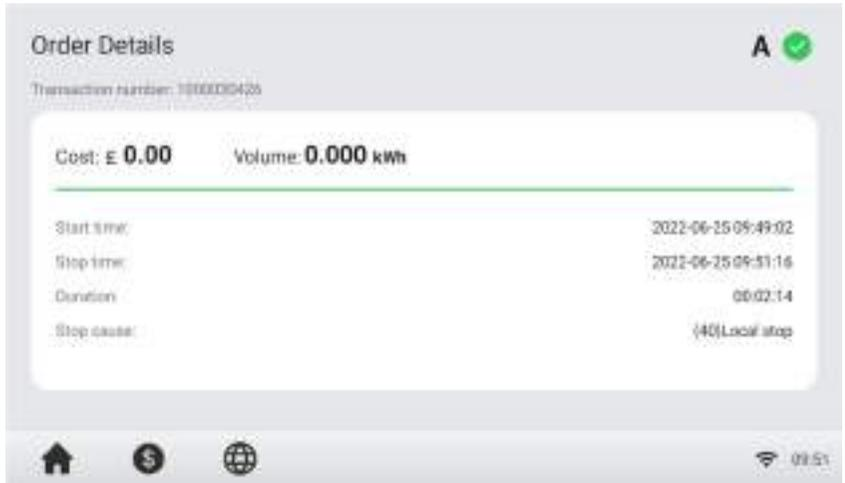 Order Details
A
Transaction number: 1000030426
Cost: £ 0.00 Volume: 0.000 kWh
Start time: 2022-06-25 09:49:02
Stop time: 2022-06-25 09:51:16
Duration 00:02:14
Stop cause: (40)Local stop
$
09:51